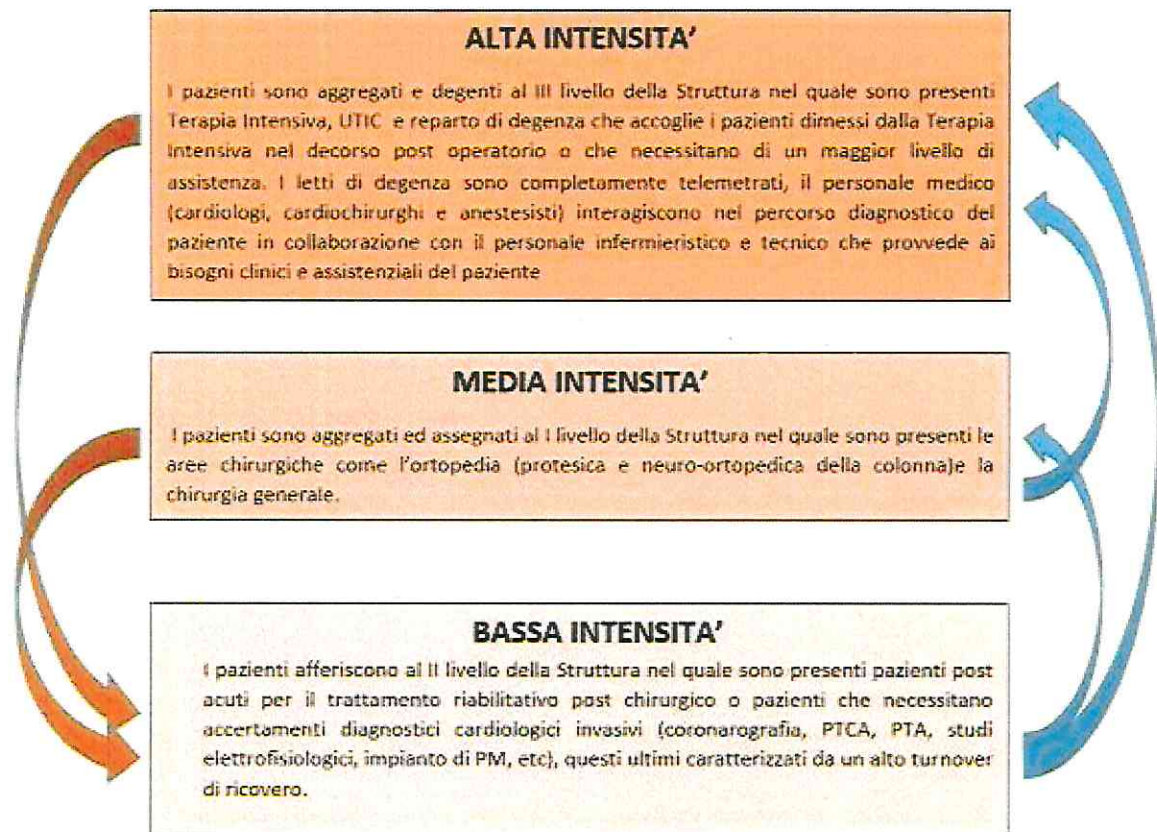 ALTA INTENSITA’
I pazienti sono aggregati e degenti al III livello della Struttura nel quale sono presenti
Terapia Intensiva, UTIC e reparto di degenza che accoglie i pazienti dimessi dalla Terapia
Intensiva nel decorso post operatorio o che necessitano di un maggior livello di
assistenza. I letti di degenza sono completamente telemetrati, il personale medico
(cardiologi, cardiochirurghi e anestesisti) interagiscono nel percorso diagnostico del
paziente in collaborazione con il personale infermieristico e tecnico che provvede ai
bisogni clinici e assistenziali del paziente
MEDIA INTENSITA’
I pazienti sono aggregati ed assegnati al I livello della Struttura nel quale sono presenti le
aree chirurgiche come l’ortopedia (protesica e neuro-ortopedica della colonna)e la
chirurgia generale.
BASSA INTENSITA’
I pazienti afferiscono al II livello della Struttura nel quale sono presenti pazienti post
acuti per il trattamento riabilitativo post chirurgico o pazienti che necessitano
accertamenti diagnostici cardiologici invasivi (coronarografia, PTCA, PTA, studi
elettrofisiologici, impianto di PM, etc), questi ultimi caratterizzati da un alto turnover
di ricovero.